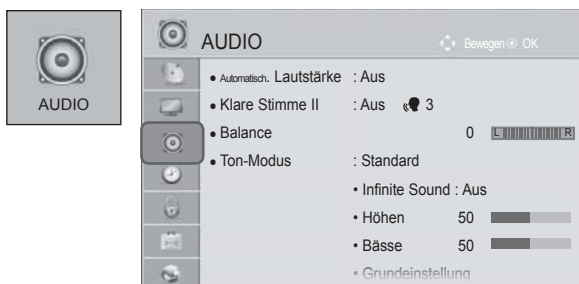 AUDIO
AUDIO Bewegen OK
• Automatisch. Lautstärke : Aus
• Klare Stimme II : Aus 3
• Balance 0 L R
• Ton-Modus : Standard
• Infinite Sound : Aus
• Höhen 50
• Bässe 50
• Grundeinstellung